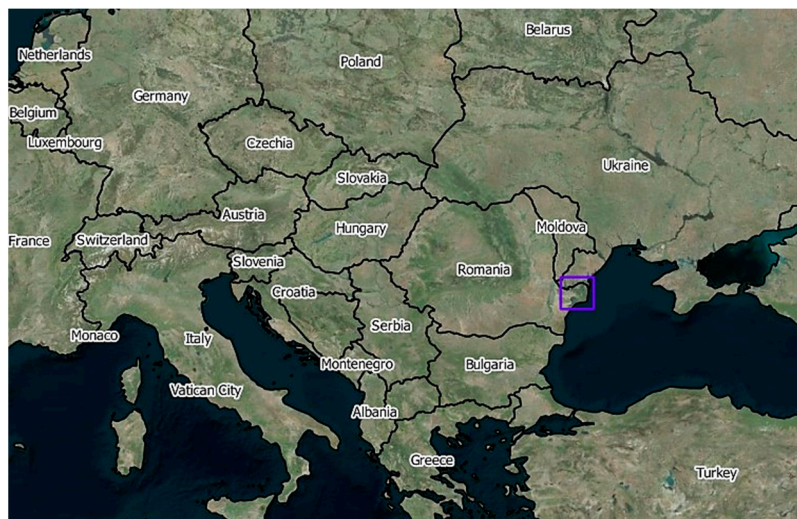 Belarus
Netherlands
Poland
Germany
Belgium
Luxembourg
Czechia
Ukraine
Slovakia
Austria
Hungary
Moldova
France
Switzerland
Slovenia
Romania
Croatia
Serbia
Monaco
Italy
Montenegro
Bulgaria
Vatican City
Albania
Greece
Turkey